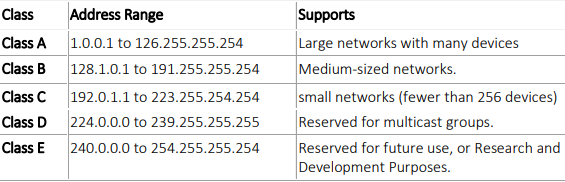 Class Address Range Supports
Class A 1.0.0.1 to 126.255.255.254 Large networks with many devices
Class B 128.1.0.1 to 191.255.255.254 Medium-sized networks.
Class C 192.0.1.1 to 223.255.254.254 small networks (fewer than 256 devices)
Class D 224.0.0.0 to 239.255.255.255 Reserved for multicast groups.
Class E 240.0.0.0 to 254.255.255.254 Reserved for future use, or Research and
Development Purposes.